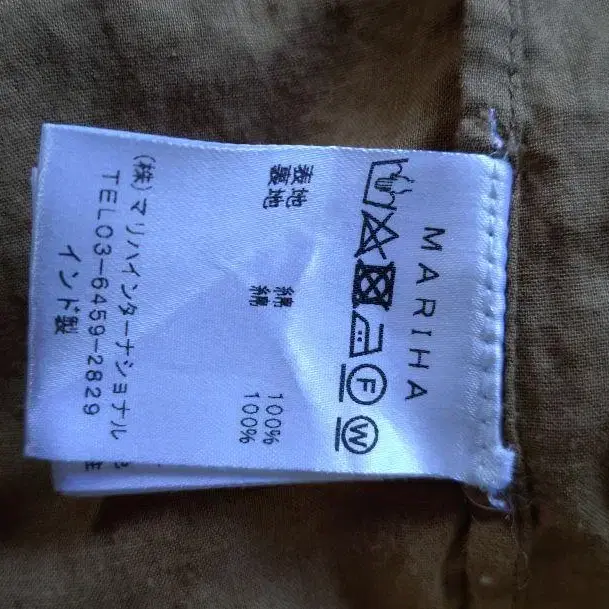 MARIHA
F
W
表地 綿 100%
裏地 綿 100%
(株)マリハインターナショナル
TEL03-6459-2829
インド製